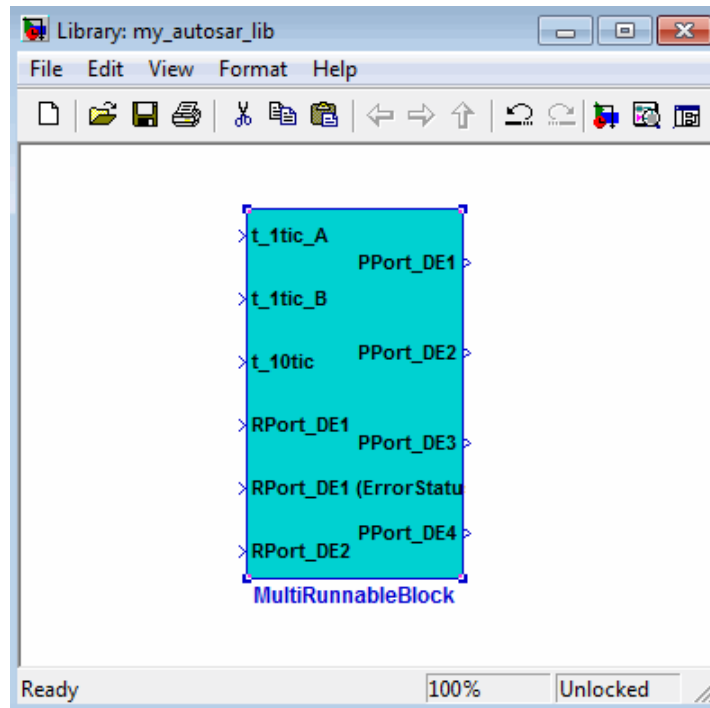 Library: my_autosar_lib
File Edit View Format Help
t_1tic_A
PPort_DE1
t_1tic_B
t_10tic
PPort_DE2
RPort_DE1
PPort_DE3
RPort_DE1 (ErrorStatu
PPort_DE4
RPort_DE2
MultiRunnableBlock
Ready 100% Unlocked